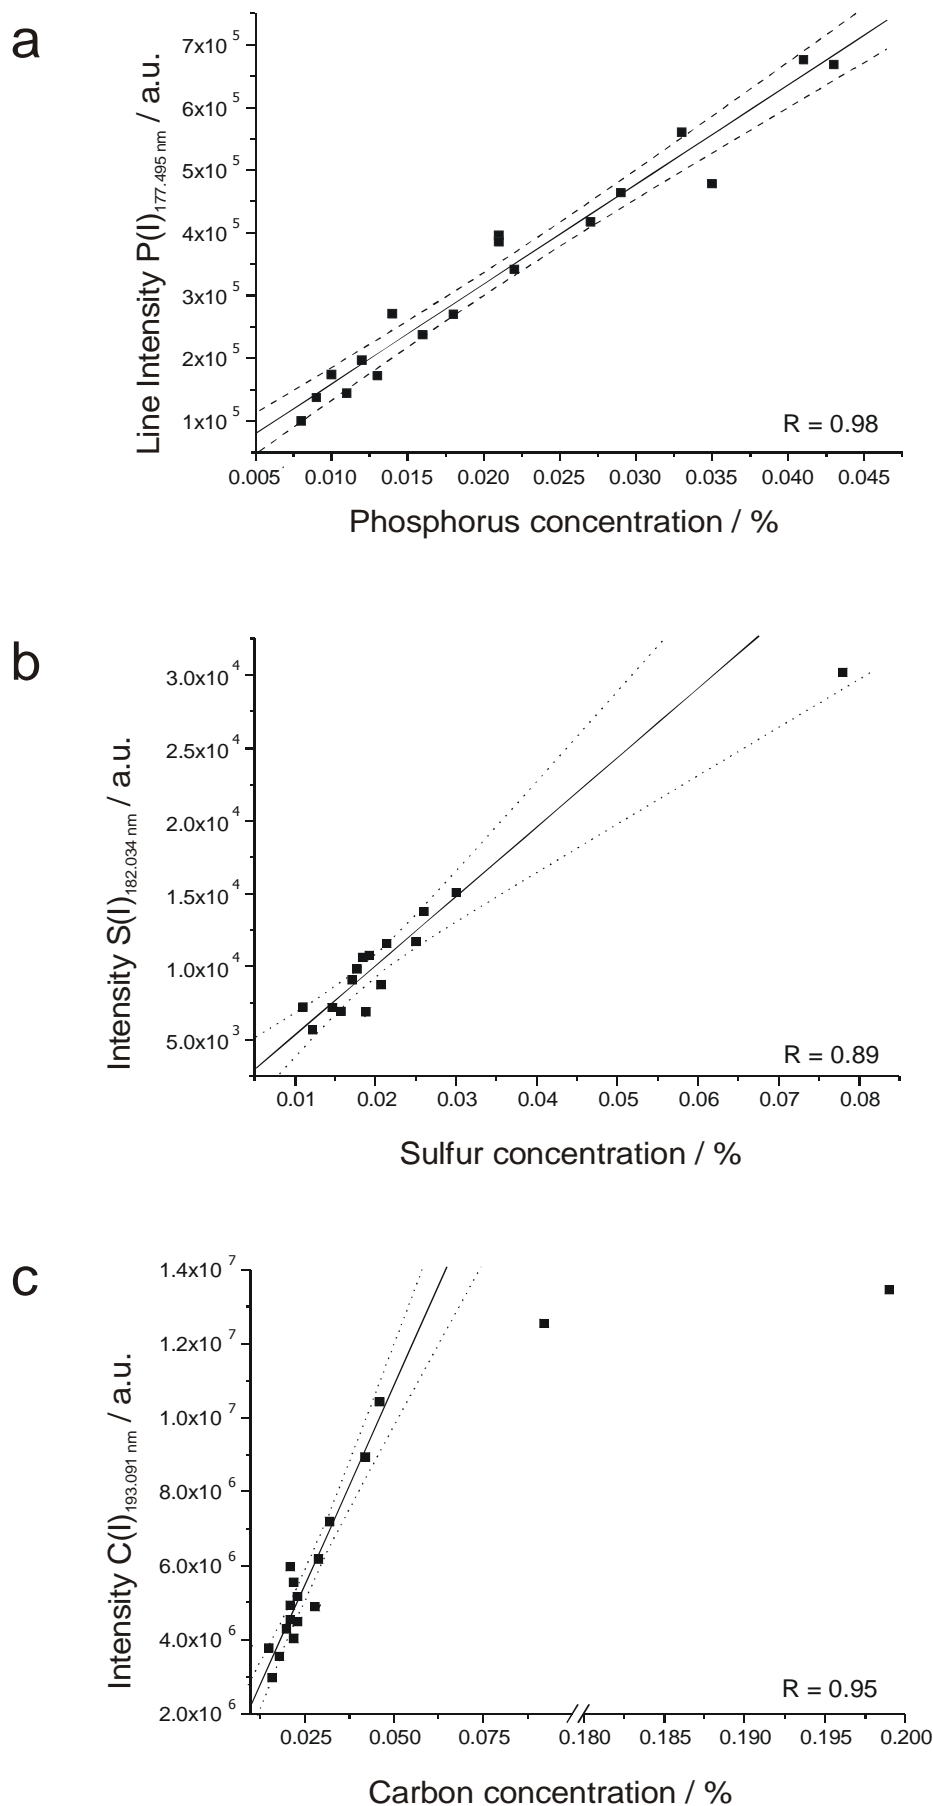 a
7x10 5
6x10 5
5x10 5
4x10 5
3x10 5
2x10 5
1x10 5
Line Intensity P(I)177.495 nm / a.u.
R = 0.98
0.005 0.010 0.015 0.020 0.025 0.030 0.035 0.040 0.045
Phosphorus concentration / %
b
3.0x10 4
2.5x10 4
2.0x10 4
1.5x10 4
1.0x10 4
5.0x10 3
Intensity S(I)182.034 nm / a.u.
R = 0.89
0.01 0.02 0.03 0.04 0.05 0.06 0.07 0.08
Sulfur concentration / %
c
1.4x10 7
1.2x10 7
1.0x10 7
8.0x10 6
6.0x10 6
4.0x10 6
2.0x10 6
Intensity C(I)193.091 nm / a.u.
R = 0.95
0.025 0.050 0.075 0.180 0.185 0.190 0.195 0.200
Carbon concentration / %